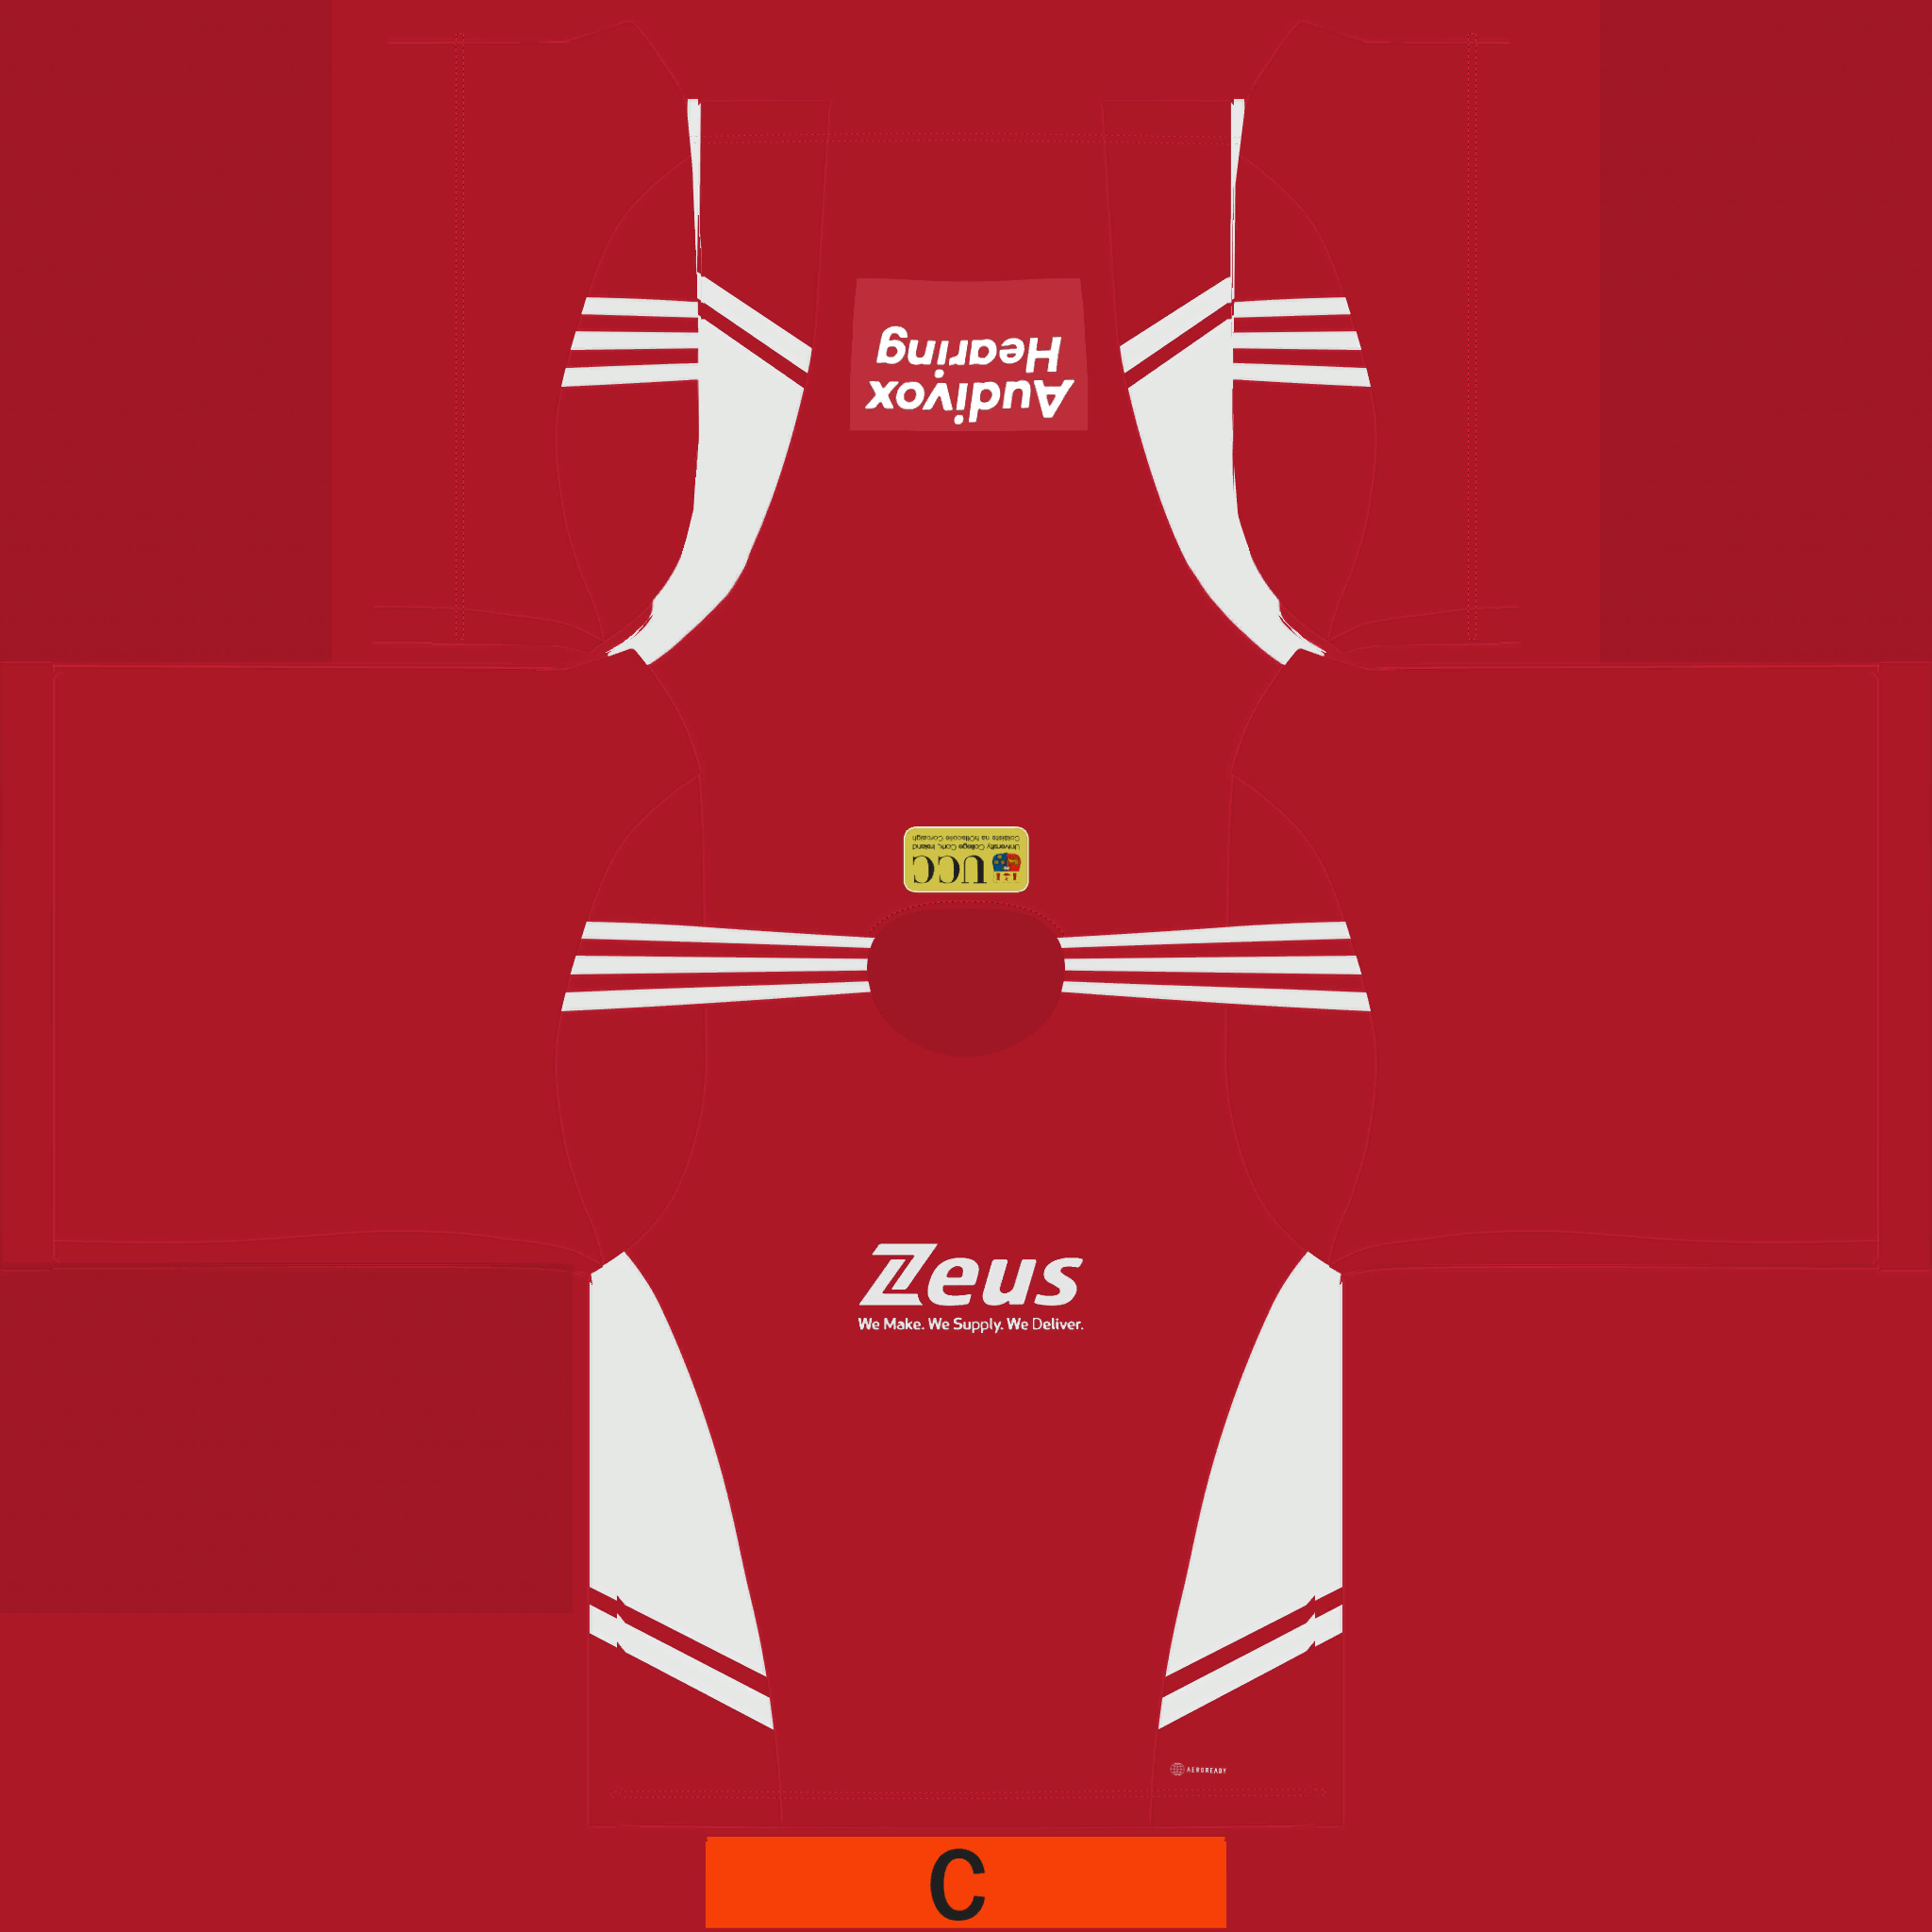 Audivox
Hearing
UCC
University College Cork, Ireland
Coláiste na hOllscoile Corcaigh
Zeus
We Make. We Supply. We Deliver.
AEROREADY
C